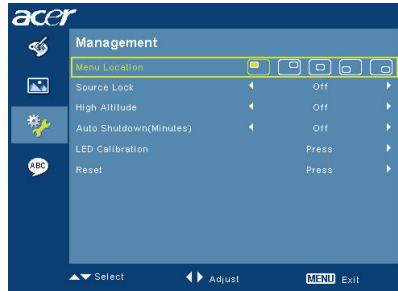 acer
Management
Menu Location
Source Lock Off
High Altitude Off
Auto Shutdown(Minutes) Off
LED Calibration Press
Reset Press
ABC
Select Adjust MENU Exit